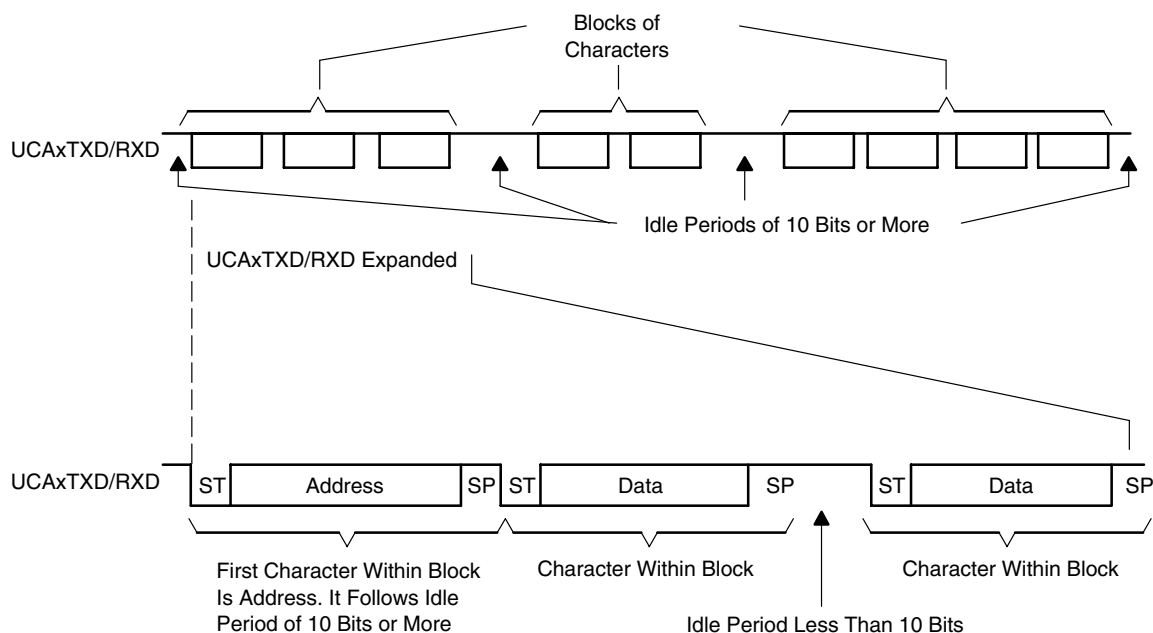 Blocks of
Characters
UCAxTXD/RXD
Idle Periods of 10 Bits or More
UCAxTXD/RXD Expanded
UCAxTXD/RXD
ST
Address
SP
ST
Data
SP
ST
Data
SP
First Character Within Block
Is Address. It Follows Idle
Period of 10 Bits or More
Character Within Block
Character Within Block
Idle Period Less Than 10 Bits